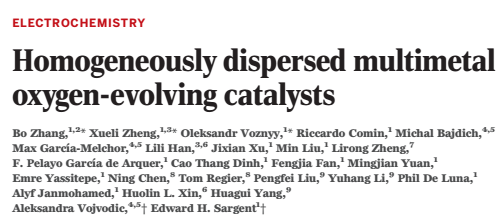 ELECTROCHEMISTRY
Homogeneously dispersed multimetal
oxygen-evolving catalysts
Bo Zhang,¹,²* Xueli Zheng,¹,³* Oleksandr Voznyy,¹* Riccardo Comin,¹ Michal Bajdich,⁴,⁵
Max García-Melchor,⁴,⁵ Lili Han,³,⁶ Jixian Xu,¹ Min Liu,¹ Lirong Zheng,⁷
F. Pelayo García de Arquer,¹ Cao Thang Dinh,¹ Fengjia Fan,¹ Mingjian Yuan,¹
Emre Yassitepe,¹ Ning Chen,⁸ Tom Regier,⁸ Pengfei Liu,⁹ Yuhang Li,⁹ Phil De Luna,¹
Alyf Janmohamed,¹ Huolin L. Xin,⁶ Huagui Yang,⁹
Aleksandra Vojvodic,⁴,⁵† Edward H. Sargent¹†